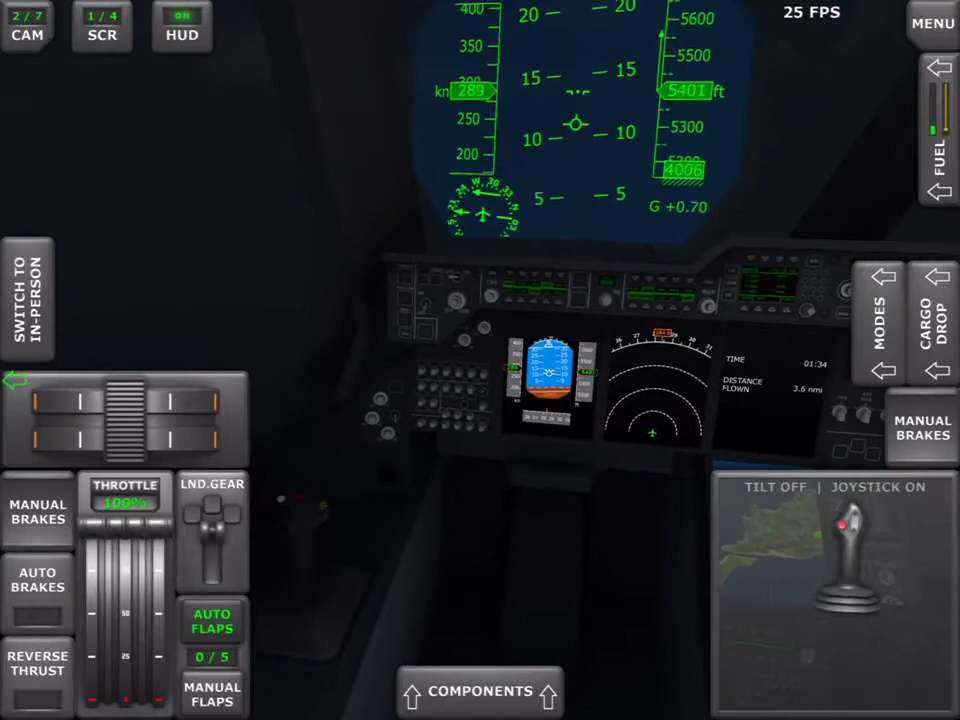 2 / 7
CAM
1 / 4
SCR
ON
HUD
25 FPS
MENU
400
350
kn 289
250
200
20 20
15 15
10 10
5 5
5600
5500
5401 ft
5300
4006
G +0.70
W 30 33
FUEL
SWITCH TO
IN-PERSON
MODES
CARGO
DROP
TIME 01:34
DISTANCE
FLOWN 3.6 nmi
MANUAL
BRAKES
THROTTLE
100%
50
25
LND.GEAR
MANUAL
BRAKES
AUTO
BRAKES
REVERSE
THRUST
AUTO
FLAPS
0 / 5
MANUAL
FLAPS
COMPONENTS
TILT OFF | JOYSTICK ON